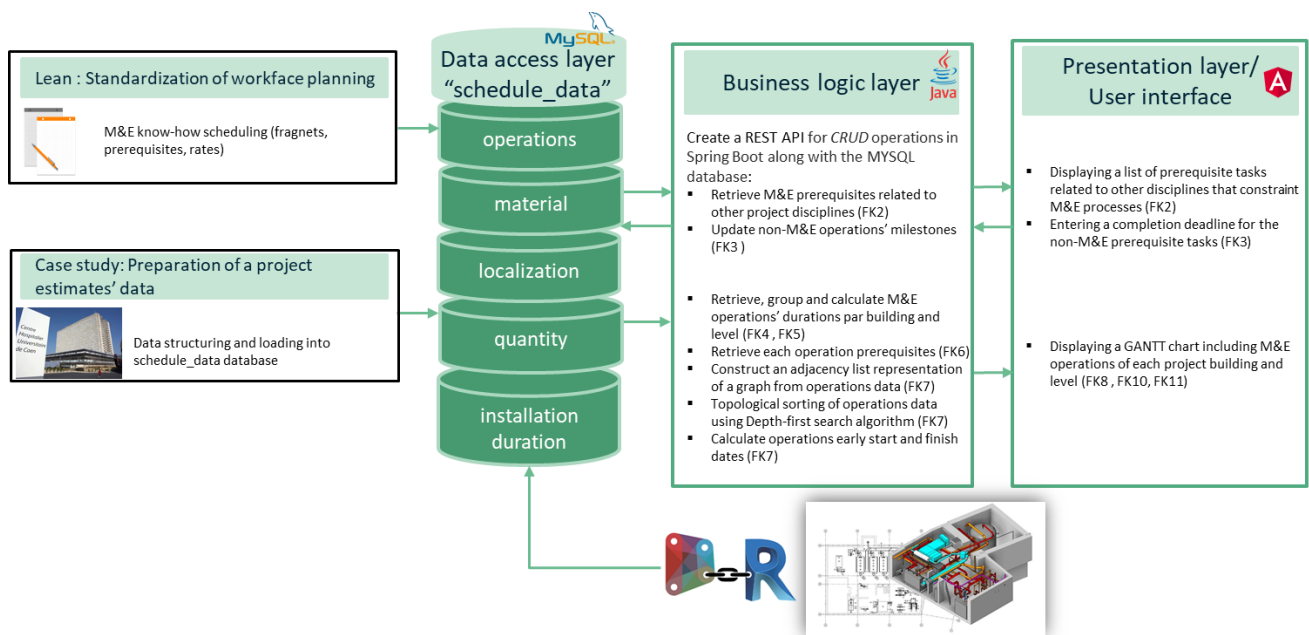 Lean : Standardization of workface planning
M&E know-how scheduling (fragnets,
prerequisites, rates)
Case study: Preparation of a project
estimates’ data
Centre
Hospitalier
Universitaire
de Caen
Data structuring and loading into
schedule_data database
MySQL
Data access layer
“schedule_data”
operations
material
localization
quantity
installation
duration
Business logic layer
Java
Create a REST API for CRUD operations in
Spring Boot along with the MYSQL
database:
▪ Retrieve M&E prerequisites related to
other project disciplines (FK2)
▪ Update non-M&E operations’ milestones
(FK3 )
▪ Retrieve, group and calculate M&E
operations’ durations par building and
level (FK4 , FK5)
▪ Retrieve each operation prerequisites (FK6)
▪ Construct an adjacency list representation
of a graph from operations data (FK7)
▪ Topological sorting of operations data
using Depth-first search algorithm (FK7)
▪ Calculate operations early start and finish
dates (FK7)
Presentation layer/
User interface
A
▪ Displaying a list of prerequisite tasks
related to other disciplines that constraint
M&E processes (FK2)
▪ Entering a completion deadline for the
non-M&E prerequisite tasks (FK3)
▪ Displaying a GANTT chart including M&E
operations of each project building and
level (FK8 , FK10, FK11)
R